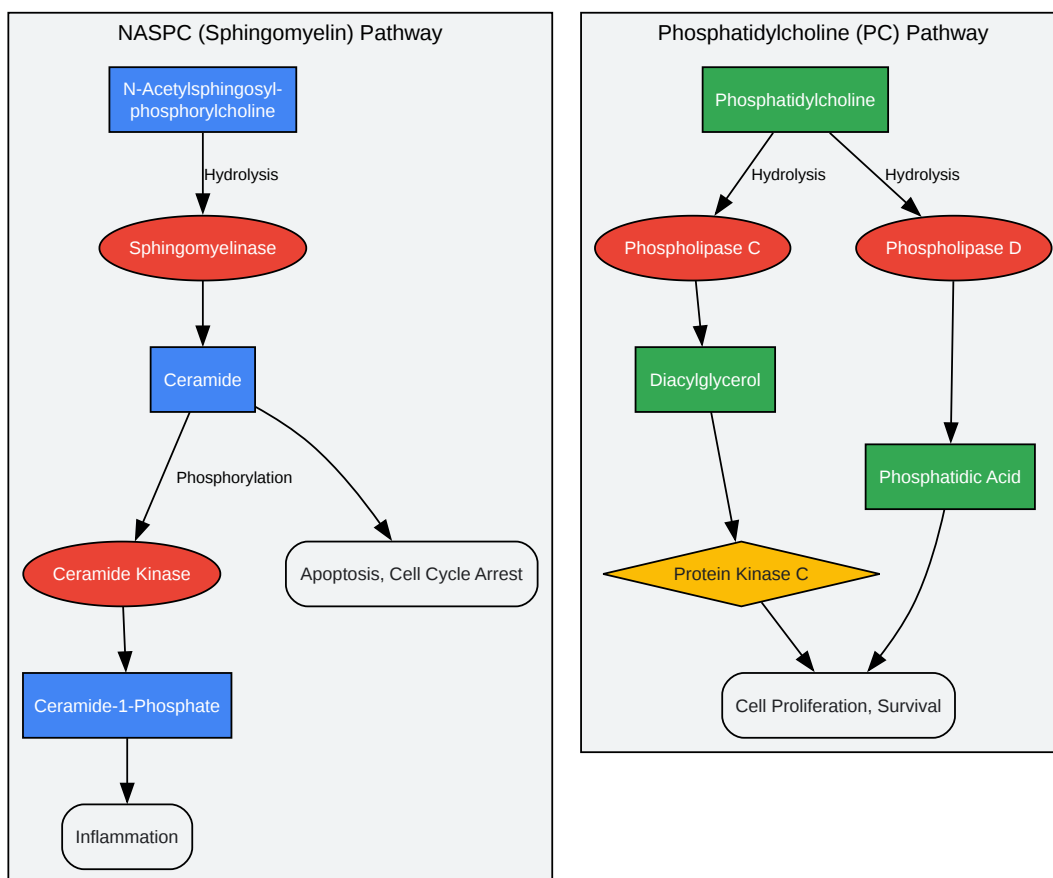 NASPC (Sphingomyelin) Pathway
N-Acetylsphingosyl-
phosphorylcholine
Hydrolysis
Sphingomyelinase
Ceramide
Phosphorylation
Ceramide Kinase
Apoptosis, Cell Cycle Arrest
Ceramide-1-Phosphate
Inflammation
Phosphatidylcholine (PC) Pathway
Phosphatidylcholine
Hydrolysis
Hydrolysis
Phospholipase C
Phospholipase D
Diacylglycerol
Phosphatidic Acid
Protein Kinase C
Cell Proliferation, Survival